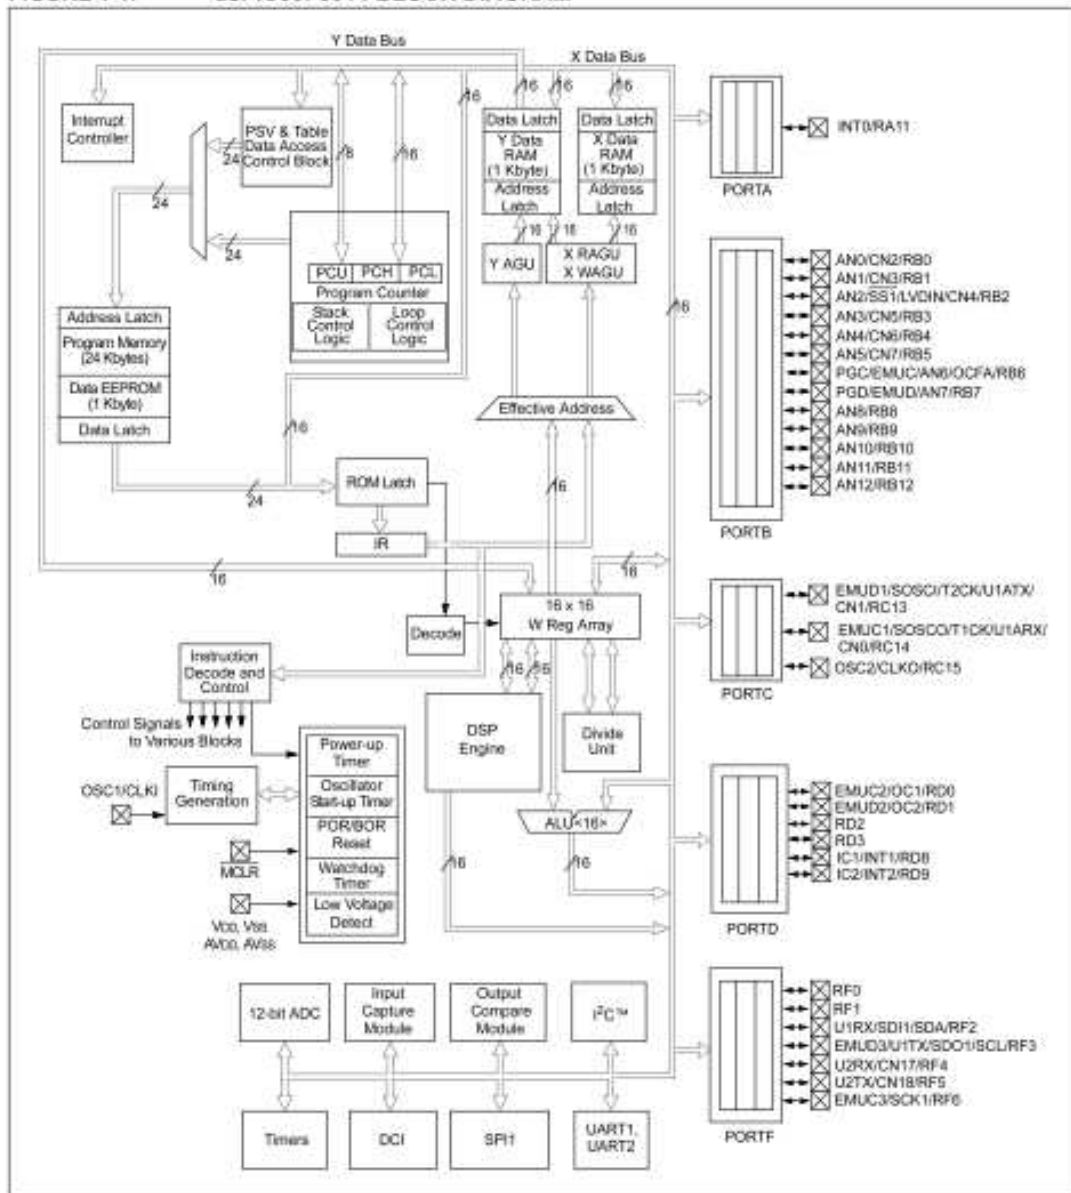 Y Data Bus
X Data Bus
16
16
16
16
Interrupt
Controller
PSV & Table
Data Access
Control Block
24
8
16
24
24
Data Latch
Y Data
RAM
(1 Kbyte)
Address
Latch
Data Latch
X Data
RAM
(1 Kbyte)
Address
Latch
16
16
16
Y AGU
X RAGU
X WAGU
PCU
PCH
PCL
Program Counter
Stack
Control
Logic
Loop
Control
Logic
Address Latch
Program Memory
(24 Kbytes)
Data EEPROM
(1 Kbyte)
Data Latch
Effective Address
16
16
24
ROM Latch
16
IR
16
16
16 x 16
W Reg Array
Decode
16
16
Instruction
Decode and
Control
Control Signals
to Various Blocks
DSP
Engine
Divide
Unit
OSC1/CLKI
Timing
Generation
Power-up
Timer
Oscillator
Start-up Timer
POR/BOR
Reset
Watchdog
Timer
Low Voltage
Detect
MCLR
VDD, VSS
AVDD, AVSS
ALU<16>
16
16
12-bit ADC
Input
Capture
Module
Output
Compare
Module
I2C™
Timers
DCI
SPI1
UART1,
UART2
INT0/RA11
PORTA
16
AN0/CN2/RB0
AN1/CN3/RB1
AN2/SS1/LVDIN/CN4/RB2
AN3/CN5/RB3
AN4/CN6/RB4
AN5/CN7/RB5
PGC/EMUC/AN6/OCFA/RB6
PGD/EMUD/AN7/RB7
AN8/RB8
AN9/RB9
AN10/RB10
AN11/RB11
AN12/RB12
PORTB
EMUD1/SOSCI/T2CK/U1ATX/
CN1/RC13
EMUC1/SOSCO/T1CK/U1ARX/
CN0/RC14
OSC2/CLKO/RC15
PORTC
EMUC2/OC1/RD0
EMUD2/OC2/RD1
RD2
RD3
IC1/INT1/RD8
IC2/INT2/RD9
PORTD
RF0
RF1
U1RX/SDI1/SDA/RF2
EMUD3/U1TX/SDO1/SCL/RF3
U2RX/CN17/RF4
U2TX/CN18/RF5
EMUC3/SCK1/RF6
PORTF